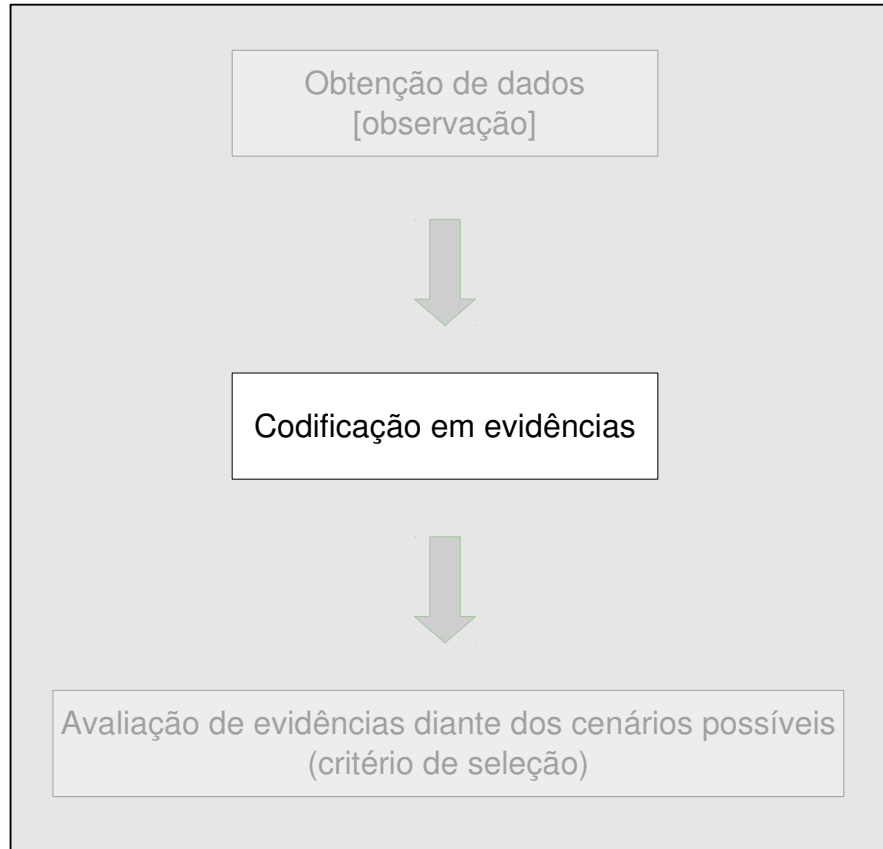 Obtenção de dados
[observação]
Codificação em evidências
Avaliação de evidências diante dos cenários possíveis
(critério de seleção)